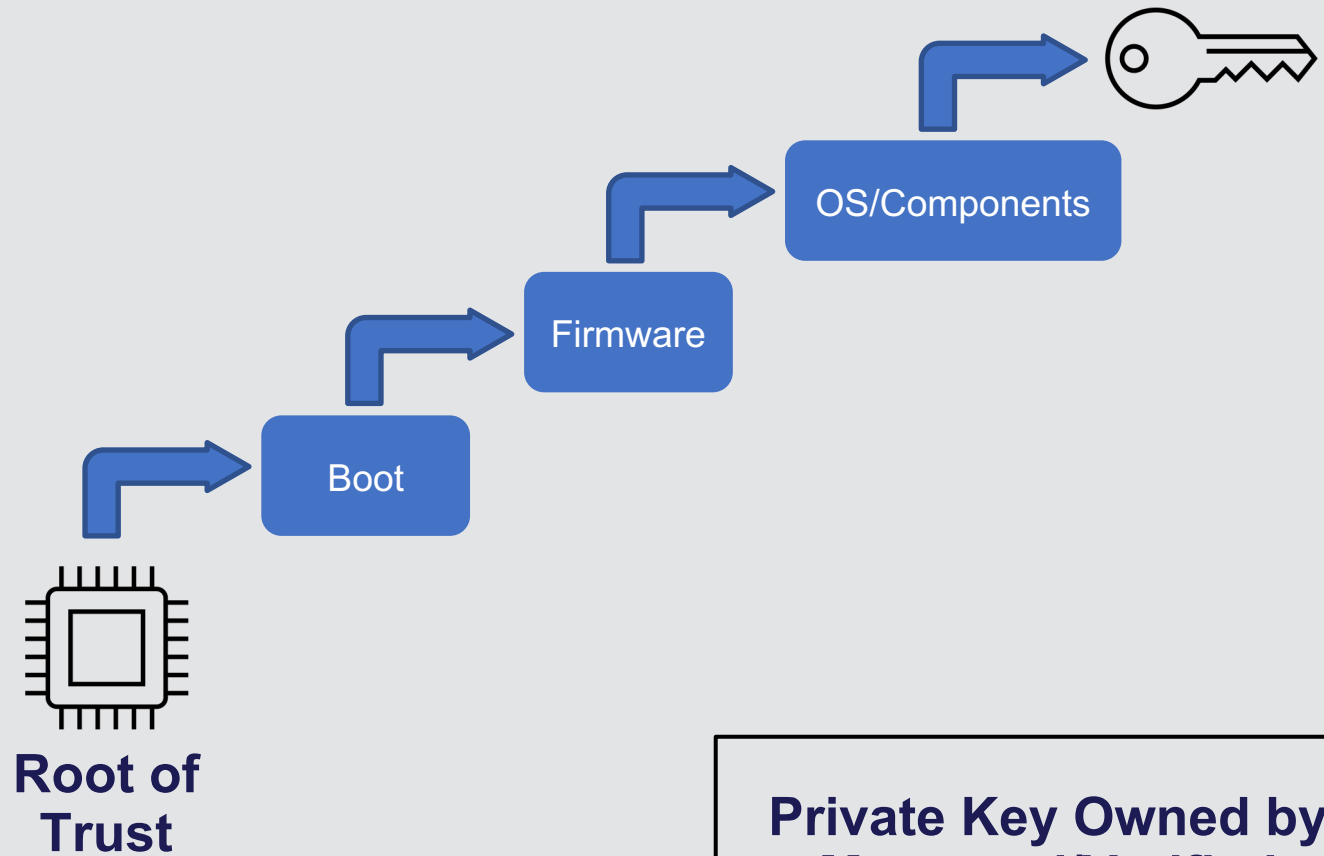 OS/Components
Firmware
Boot
Root of
Trust
Private Key Owned by